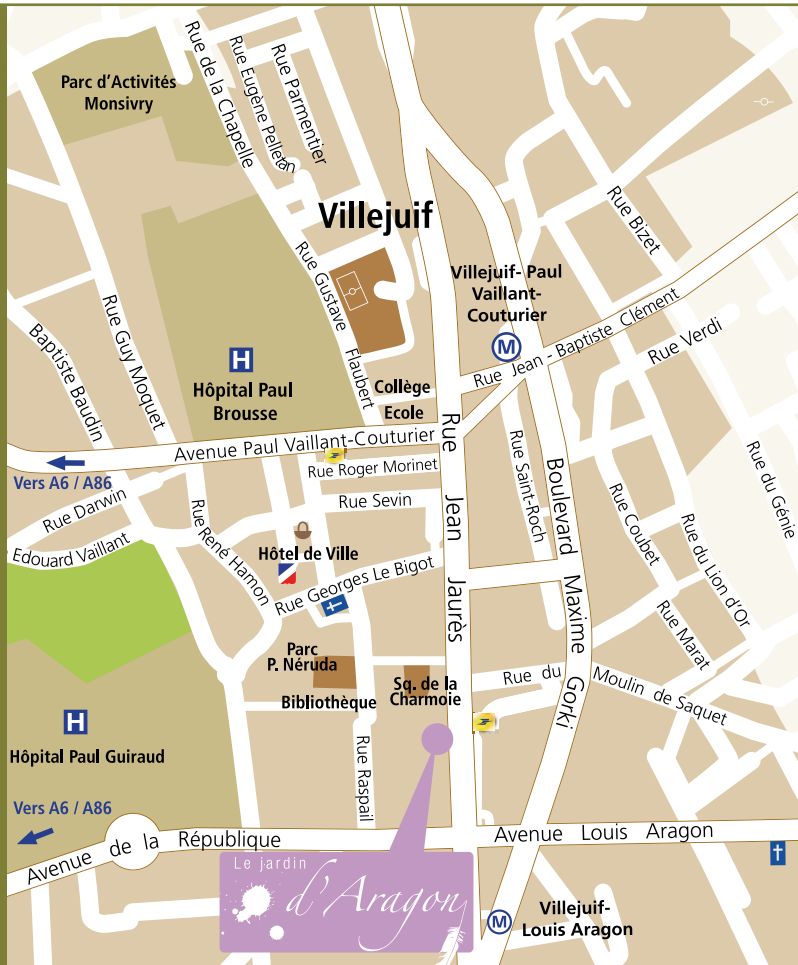 Parc d'Activités
Monsivry
Rue de la Chapelle
Rue Eugène Pelletan
Rue Parmentier
Villejuif
Rue Bizet
Villejuif- Paul
Vaillant-
Couturier
M
Rue Jean - Baptiste Clément
Rue Verdi
Rue Gustave Flaubert
Rue Guy Moquet
Baptiste Baudin
H
Hôpital Paul
Brousse
Collège
Ecole
Avenue Paul Vaillant-Couturier
Vers A6 / A86
Rue Roger Morinet
Rue Jean Jaurès
Rue Saint-Roch
Boulevard Maxime Gorki
Rue Coubet
Rue du Génie
Rue Darwin
Rue Sevin
Edouard Vaillant
Rue René Hamon
Hôtel de Ville
Rue Georges Le Bigot
Rue du Lion d'Or
Rue Marat
Parc
P. Néruda
Bibliothèque
Sq. de la
Charmoie
Rue du Moulin de Saquet
H
Hôpital Paul Guiraud
Rue Raspail
Vers A6 / A86
Avenue de la République
Avenue Louis Aragon
Le jardin
d'Aragon
M
Villejuif-
Louis Aragon